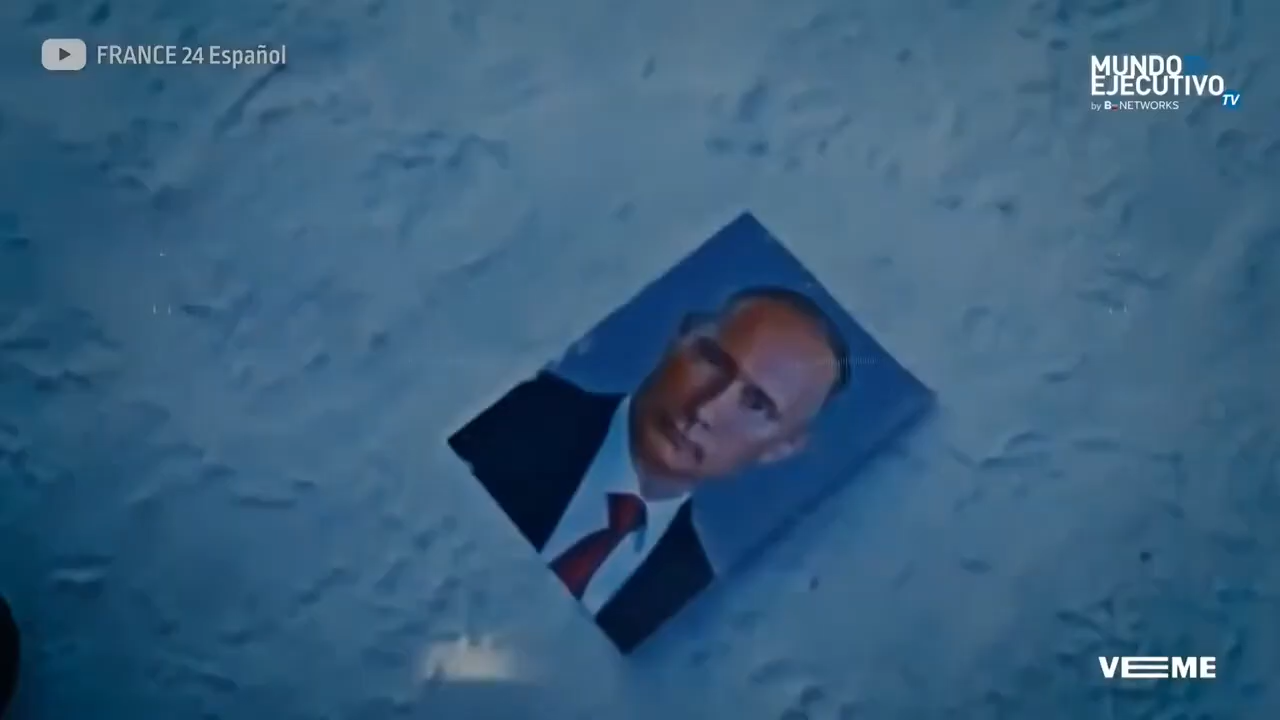 FRANCE 24 Español
MUNDO
EJECUTIVO
TV
by B-NETWORKS
VEME